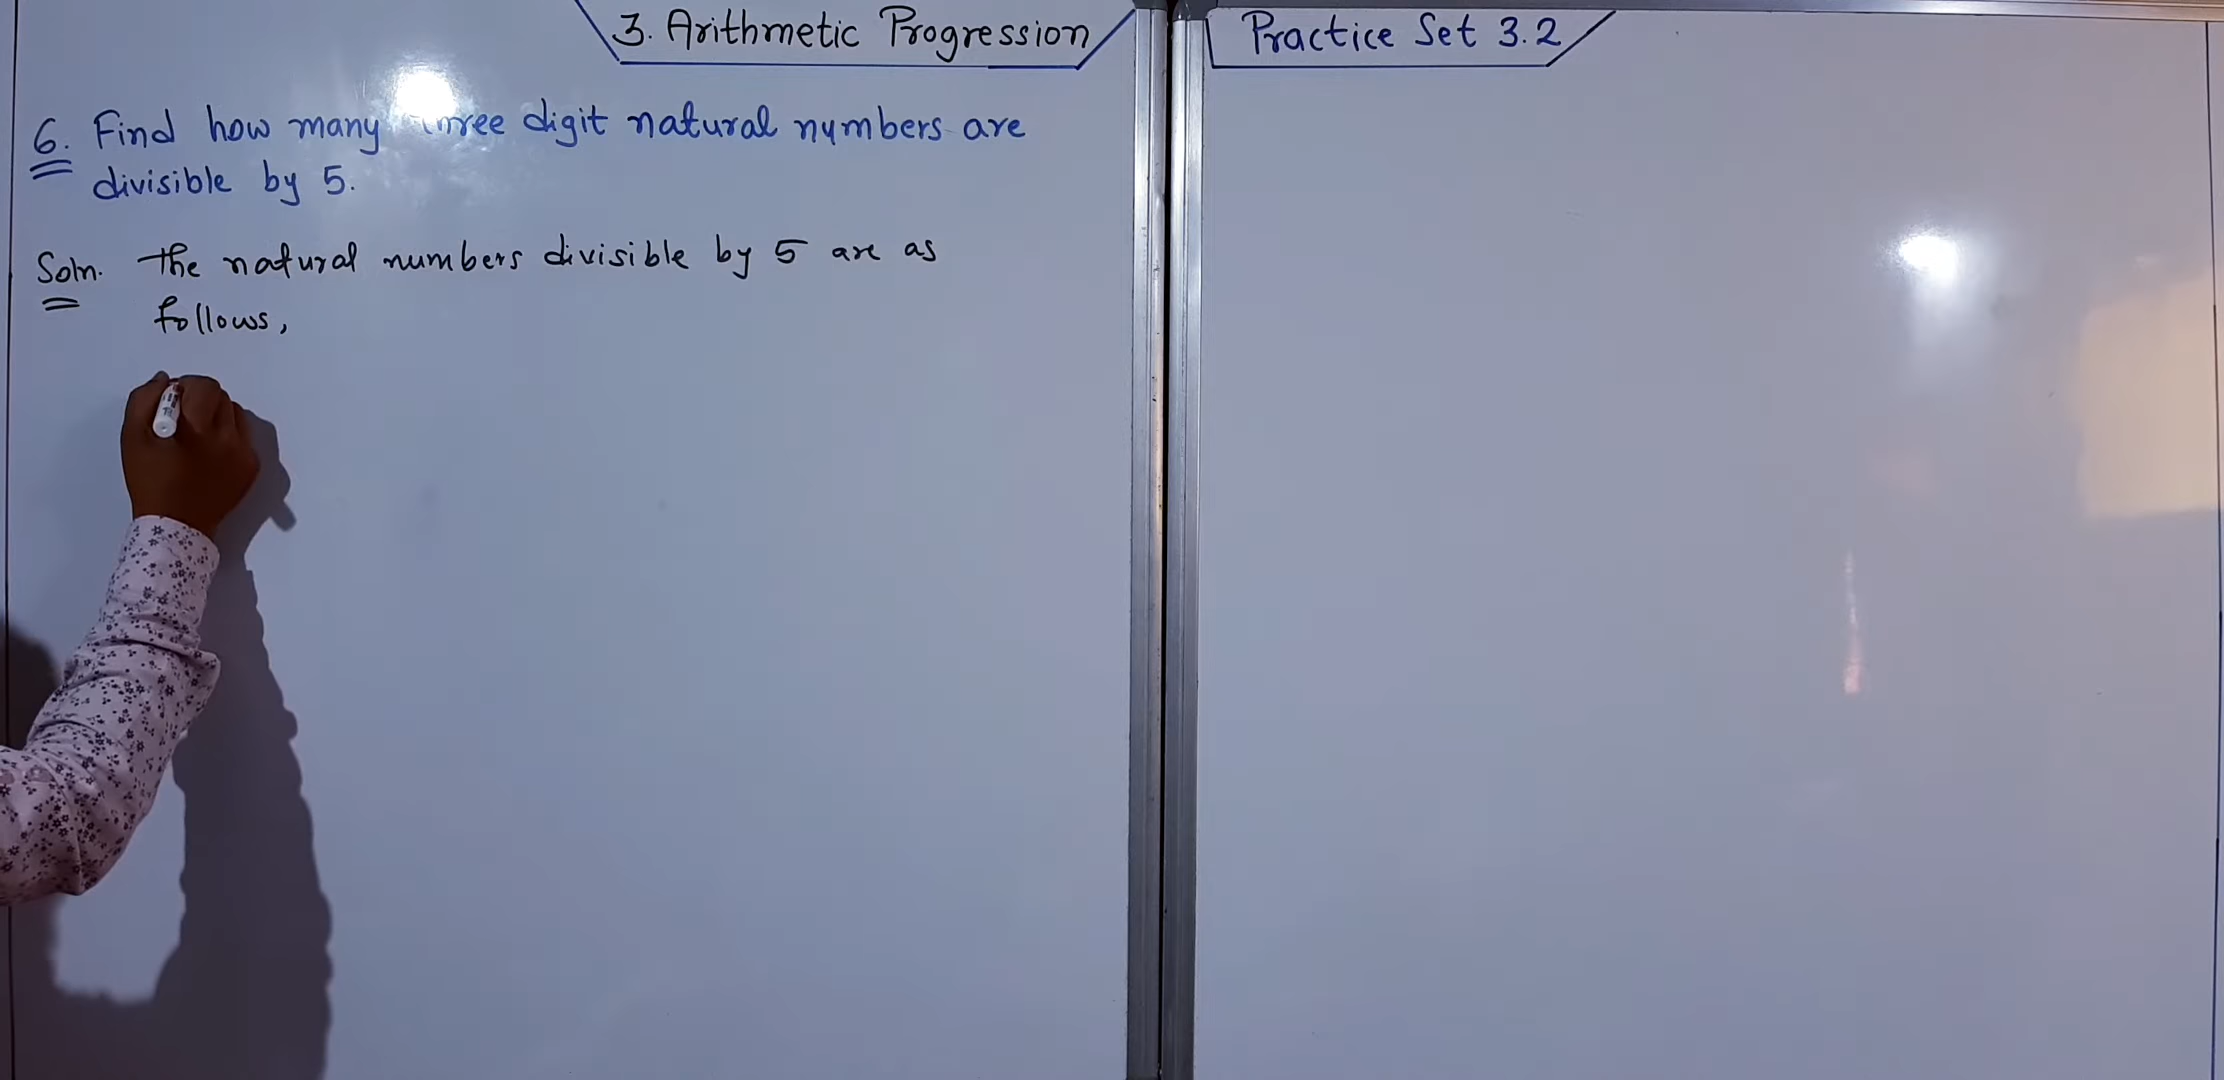 3. Arithmetic Progression
Practice Set 3.2
6. Find how many three digit natural numbers are
divisible by 5.
Soln. The natural numbers divisible by 5 are as
follows,